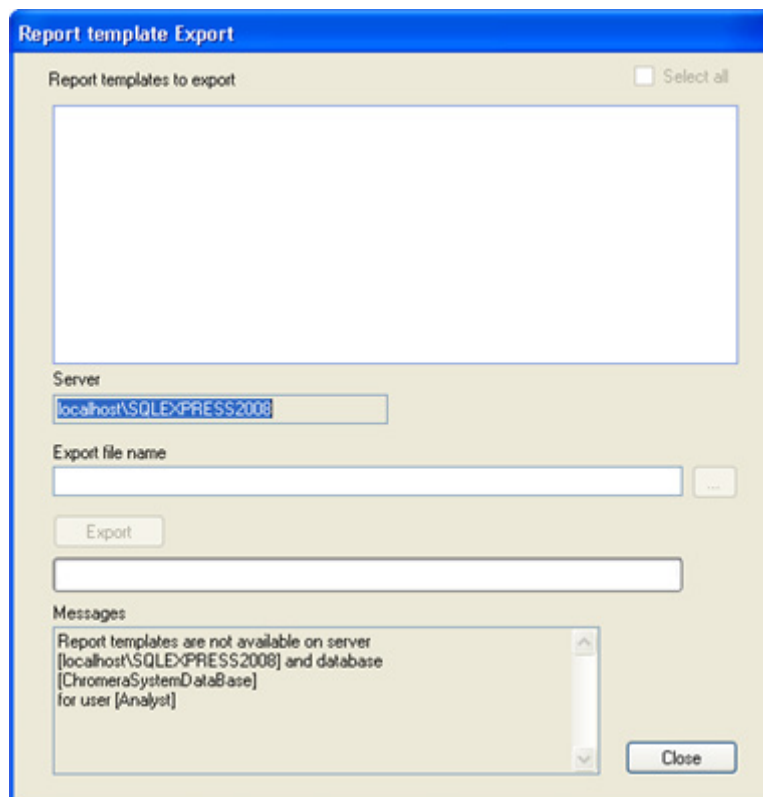 Report template Export
Report templates to export
Select all
Server
localhost\SQLEXPRESS2008
Export file name
...
Export
Messages
Report templates are not available on server
[localhost\SQLEXPRESS2008] and database
[ChromeraSystemDataBase]
for user [Analyst]
Close